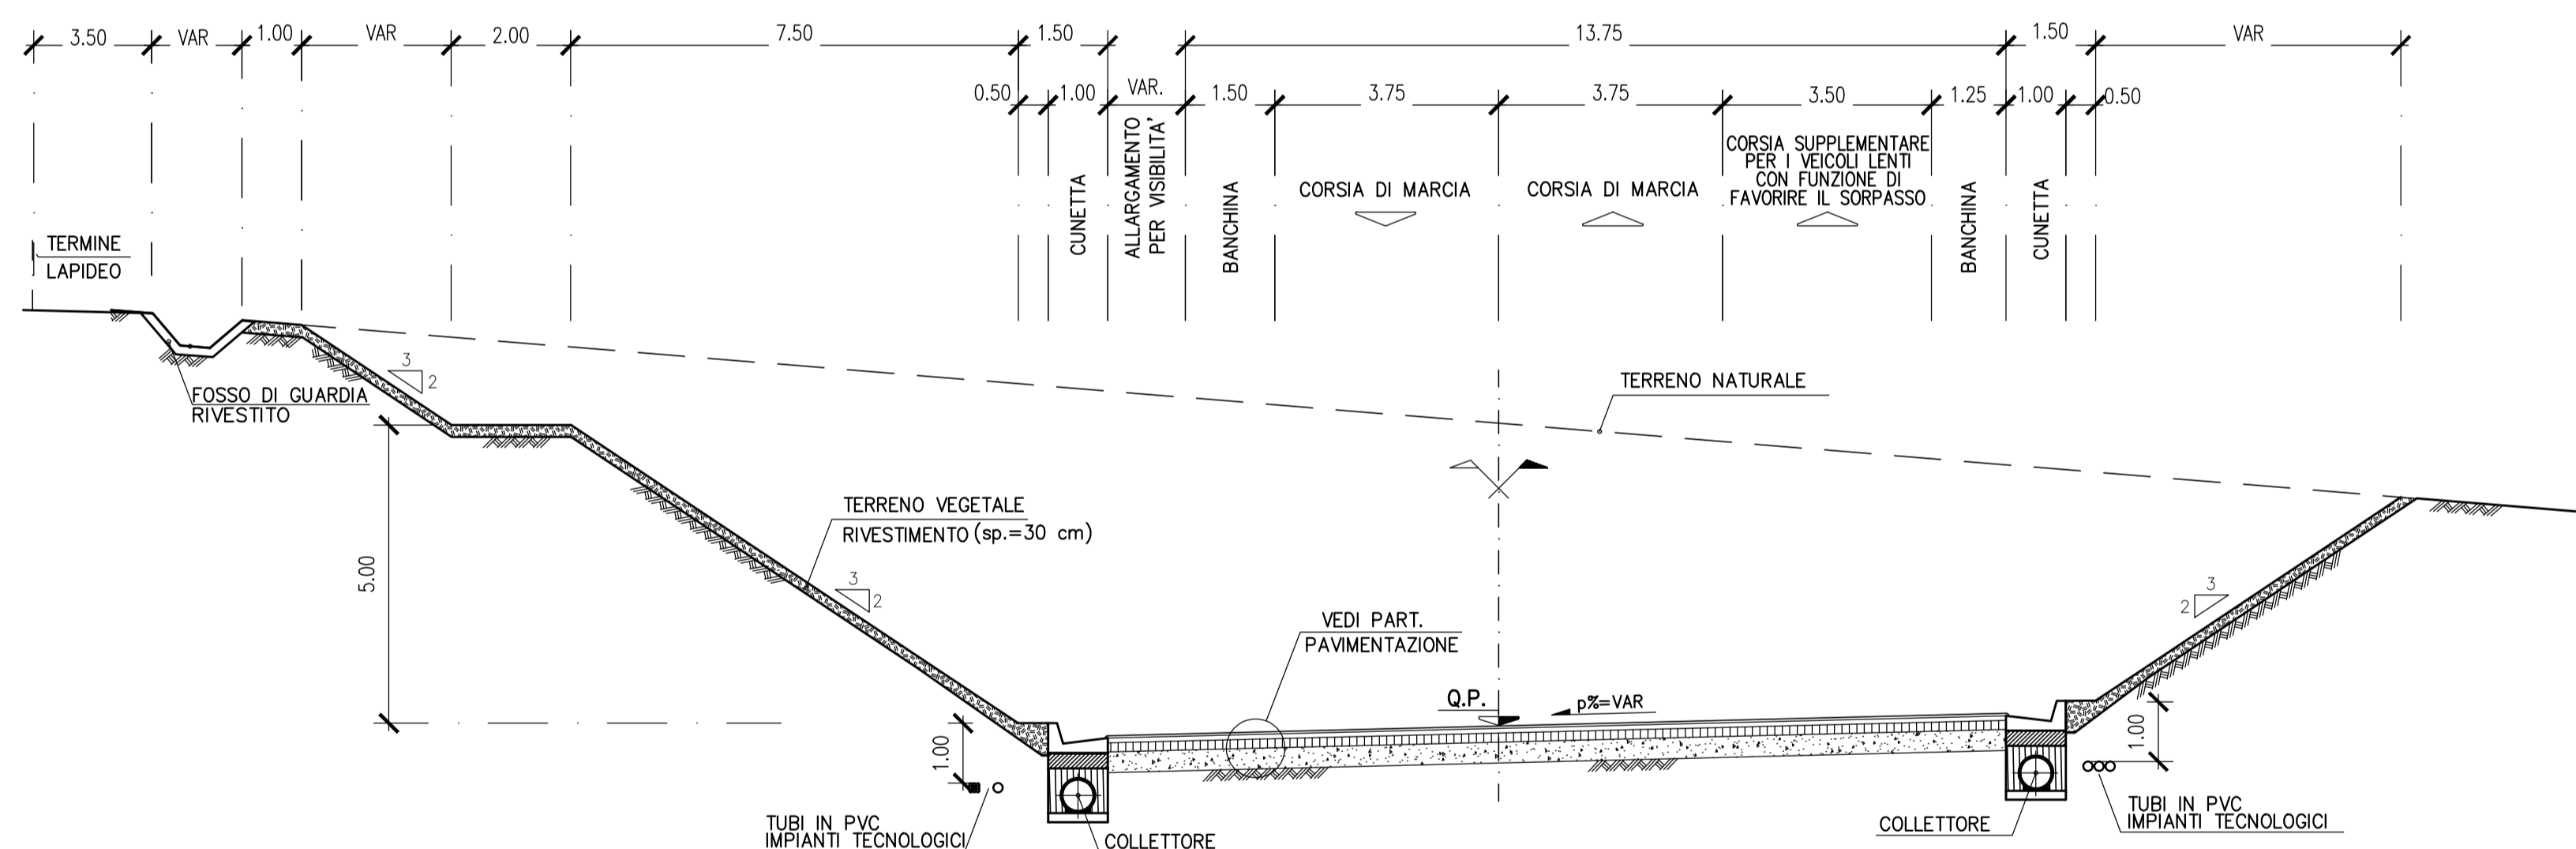 3.50
VAR
1.00
VAR
2.00
7.50
1.50
13.75
1.50
VAR
0.50
1.00
VAR.
1.50
3.75
3.75
3.50
1.25
1.00
0.50
CUNETTA
ALLARGAMENTO
PER VISIBILITA'
BANCHINA
CORSIA DI MARCIA
CORSIA DI MARCIA
CORSIA SUPPLEMENTARE
PER I VEICOLI LENTI
CON FUNZIONE DI
FAVORIRE IL SORPASSO
BANCHINA
CUNETTA
TERMINE
LAPIDEO
FOSSO DI GUARDIA
RIVESTITO
3
2
TERRENO NATURALE
TERRENO VEGETALE
RIVESTIMENTO (sp.=30 cm)
5.00
3
2
3
2
VEDI PART.
PAVIMENTAZIONE
Q.P.
p%=VAR
1.00
1.00
TUBI IN PVC
IMPIANTI TECNOLOGICI
COLLETTORE
COLLETTORE
TUBI IN PVC
IMPIANTI TECNOLOGICI